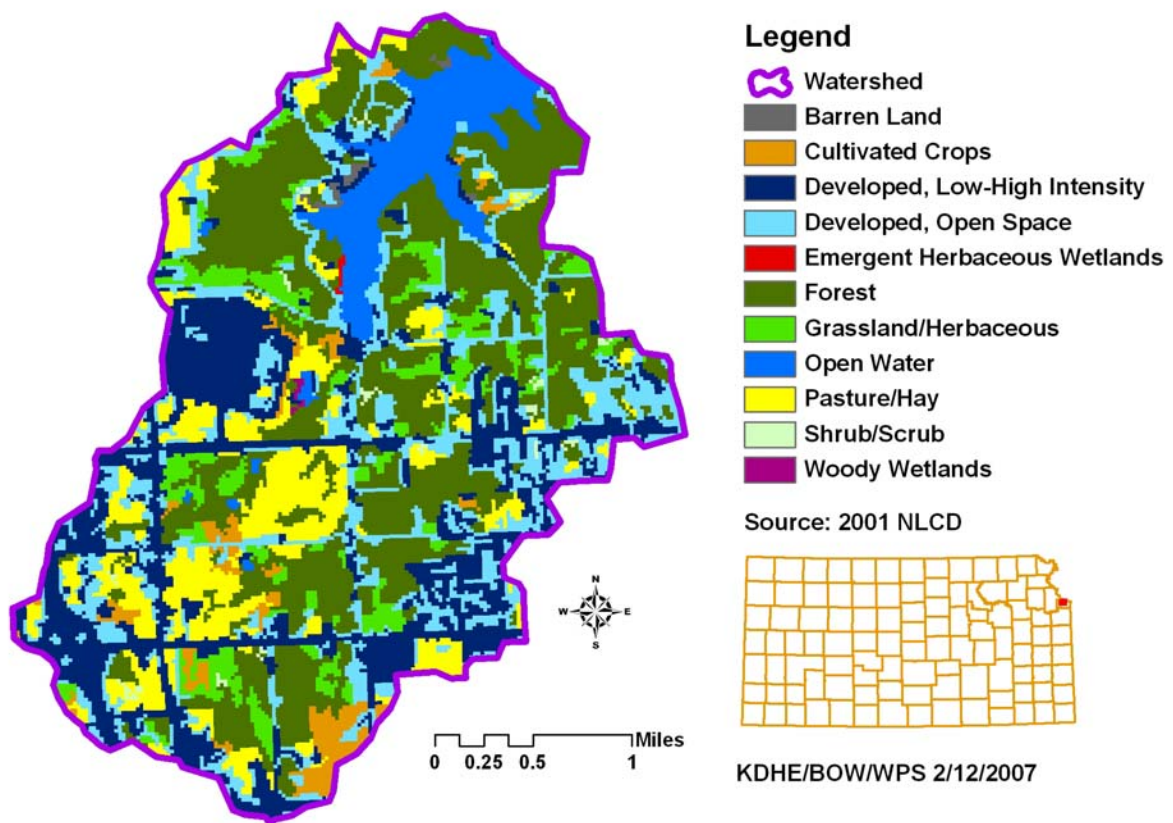 Legend
Watershed
Barren Land
Cultivated Crops
Developed, Low-High Intensity
Developed, Open Space
Emergent Herbaceous Wetlands
Forest
Grassland/Herbaceous
Open Water
Pasture/Hay
Shrub/Scrub
Woody Wetlands
Source: 2001 NLCD
N
W E
S
Miles
0 0.25 0.5 1
KDHE/BOW/WPS 2/12/2007